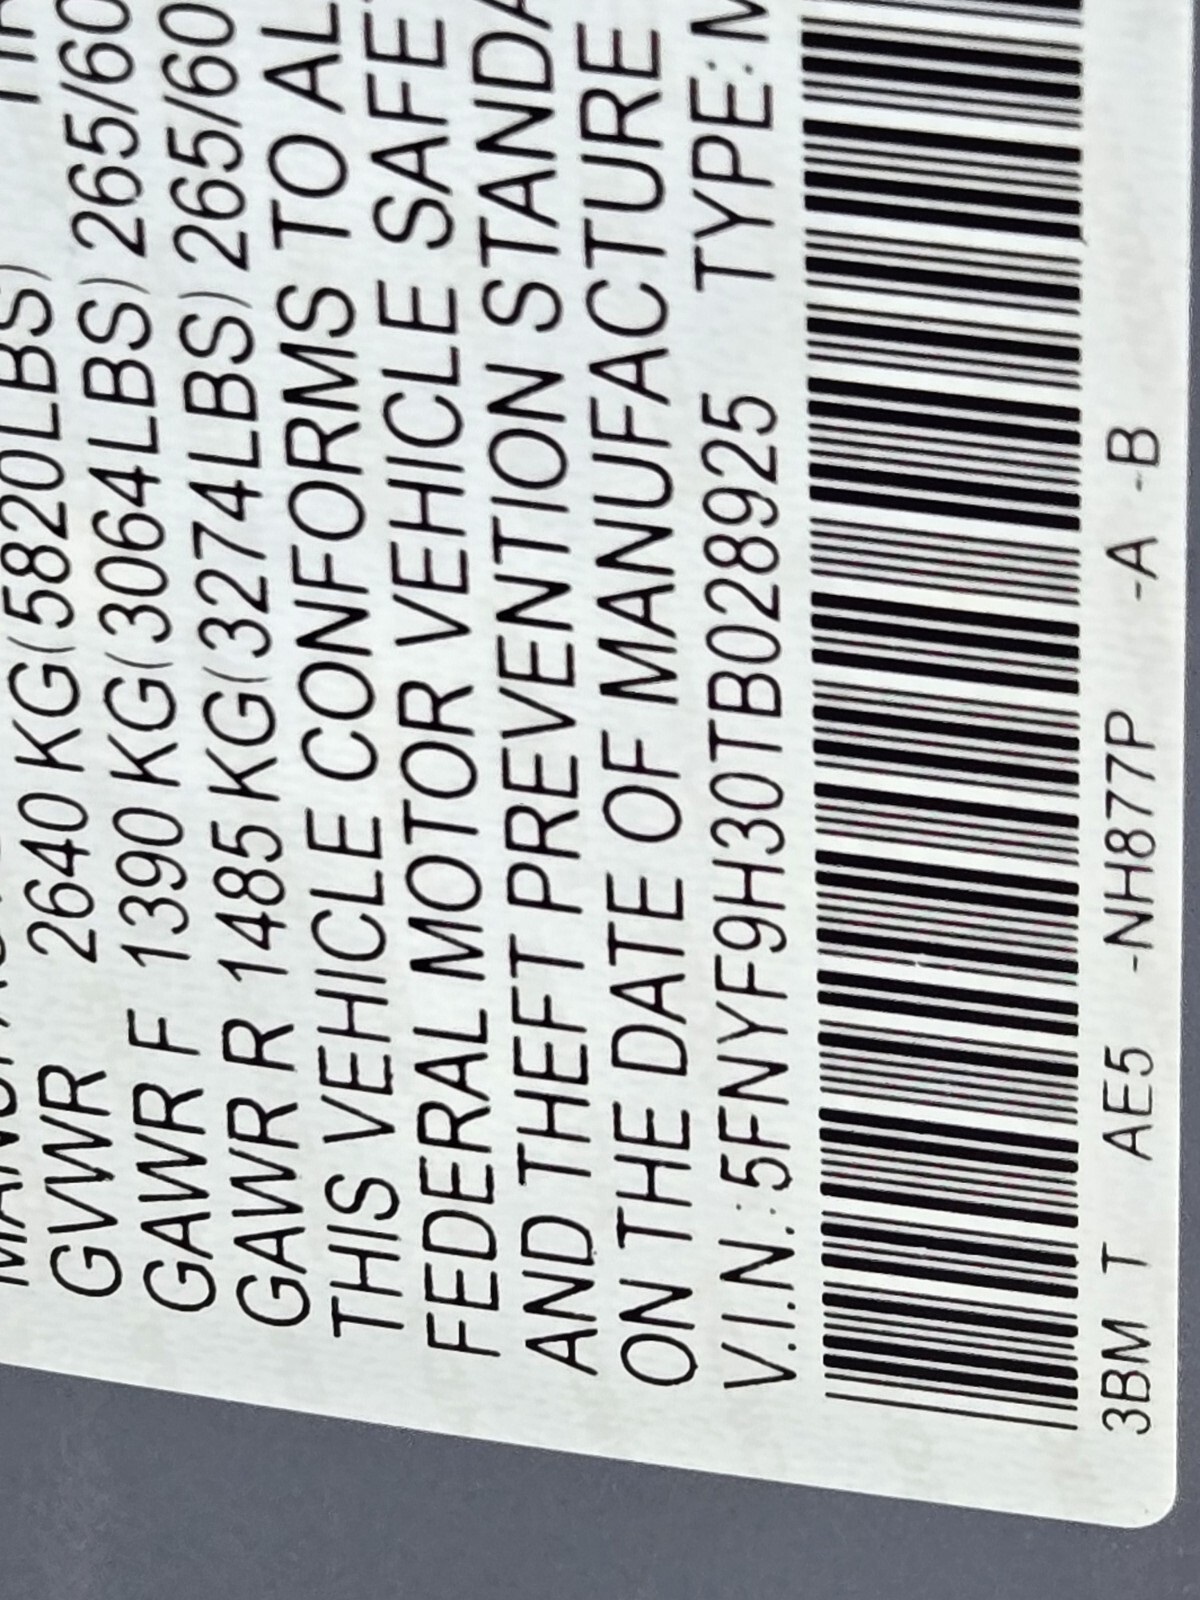 GVWR 2640 KG(5820LBS)
GAWR F 1390 KG(3064LBS) 265/60
GAWR R 1485 KG(3274LBS) 265/60
THIS VEHICLE CONFORMS TO AL
FEDERAL MOTOR VEHICLE SAFE
AND THEFT PREVENTION STANDA
ON THE DATE OF MANUFACTURE
V.I.N.:5FNYF9H30TB028925 TYPE:M
3BM T AE5 -NH877P -A -B